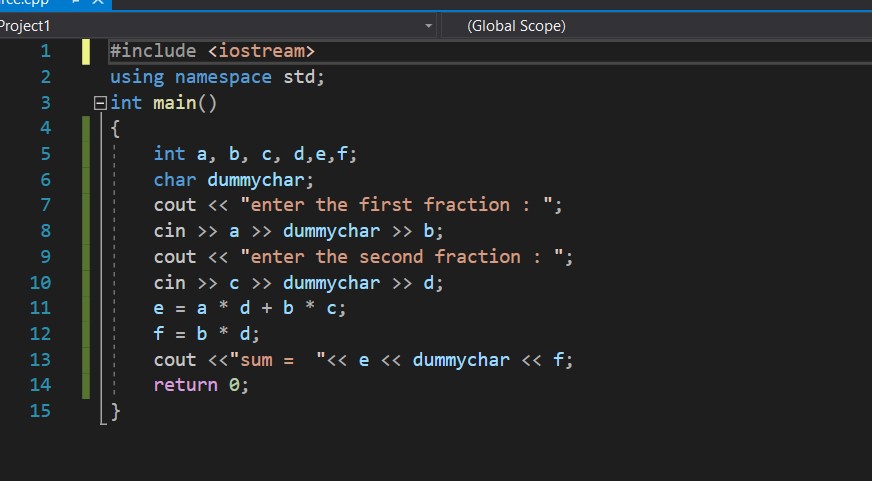 Project1 (Global Scope)
1 #include <iostream>
2 using namespace std;
3 int main()
4 {
5 int a, b, c, d,e,f;
6 char dummychar;
7 cout << "enter the first fraction : ";
8 cin >> a >> dummychar >> b;
9 cout << "enter the second fraction : ";
10 cin >> c >> dummychar >> d;
11 e = a * d + b * c;
12 f = b * d;
13 cout <<"sum =  "<< e << dummychar << f;
14 return 0;
15 }